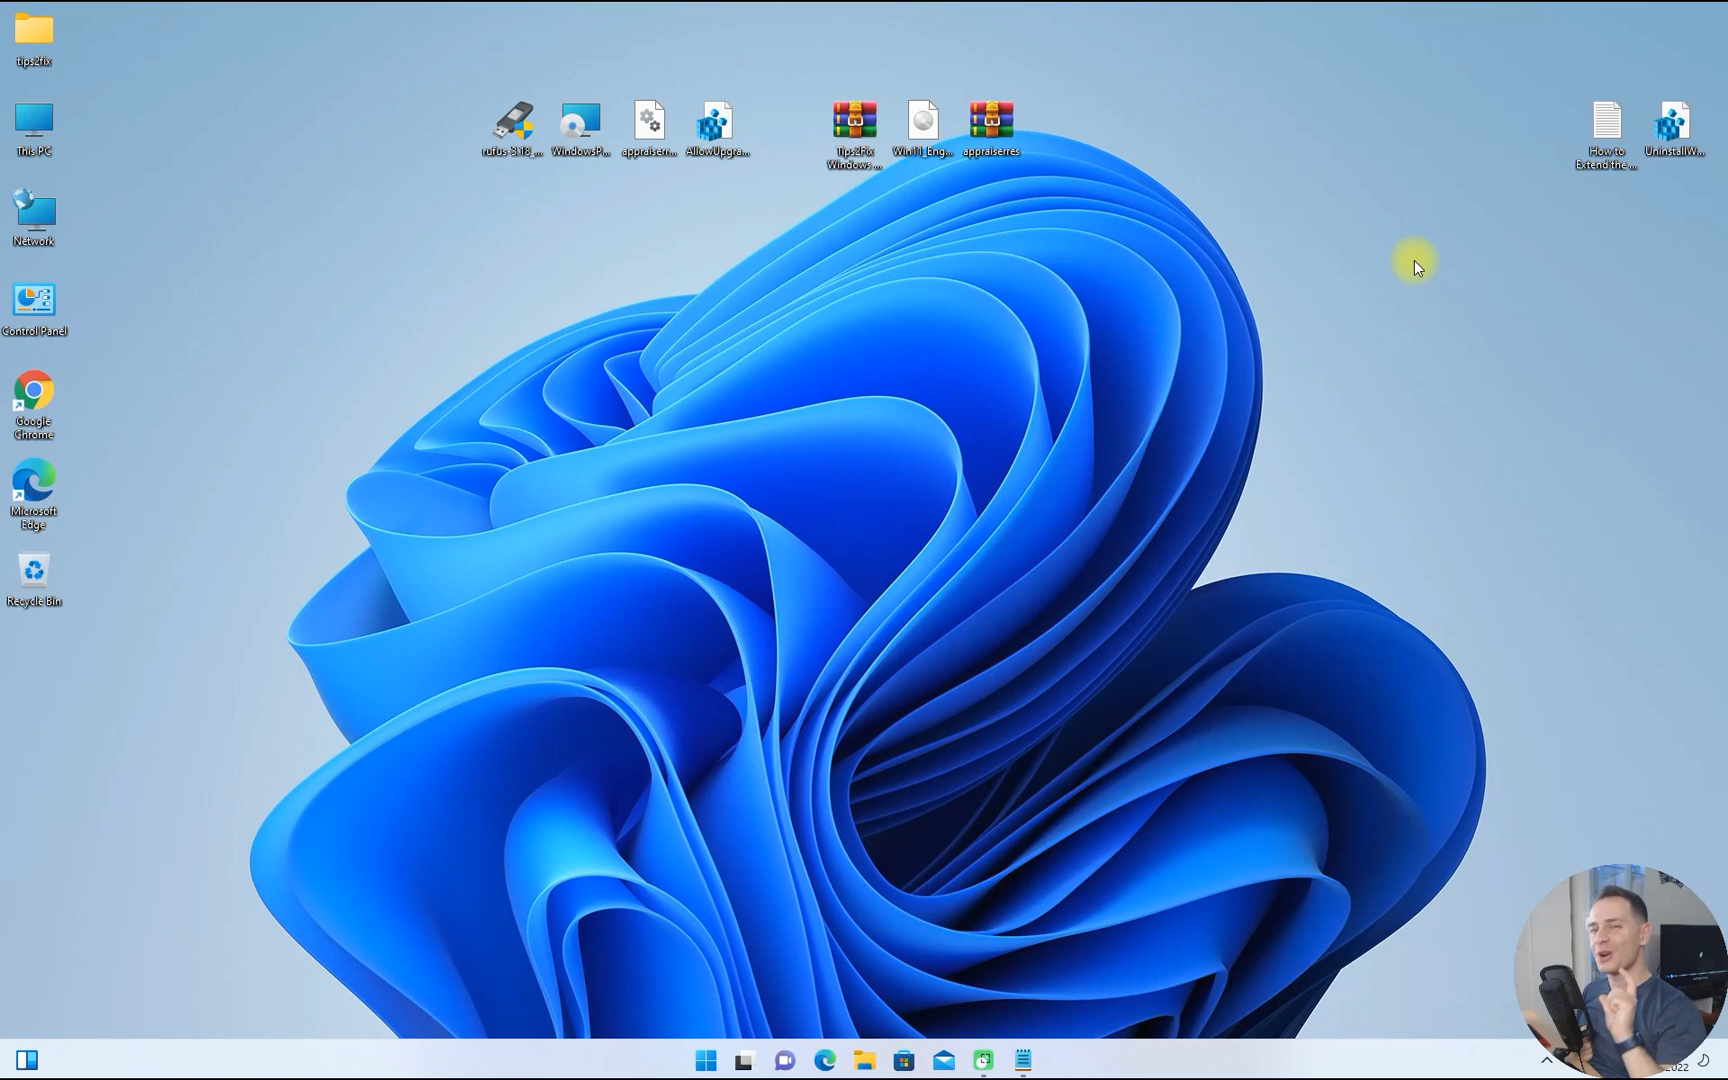 tips2fix
This PC
Network
Control Panel
Google
Chrome
Microsoft
Edge
Recycle Bin
rufus-3.18_...
WindowsP...
appraiserr...
AllowUpgra...
Tips2Fix
Windows ...
Win11_Eng...
appraiserres
How to
Extend the ...
UninstallW...
2022